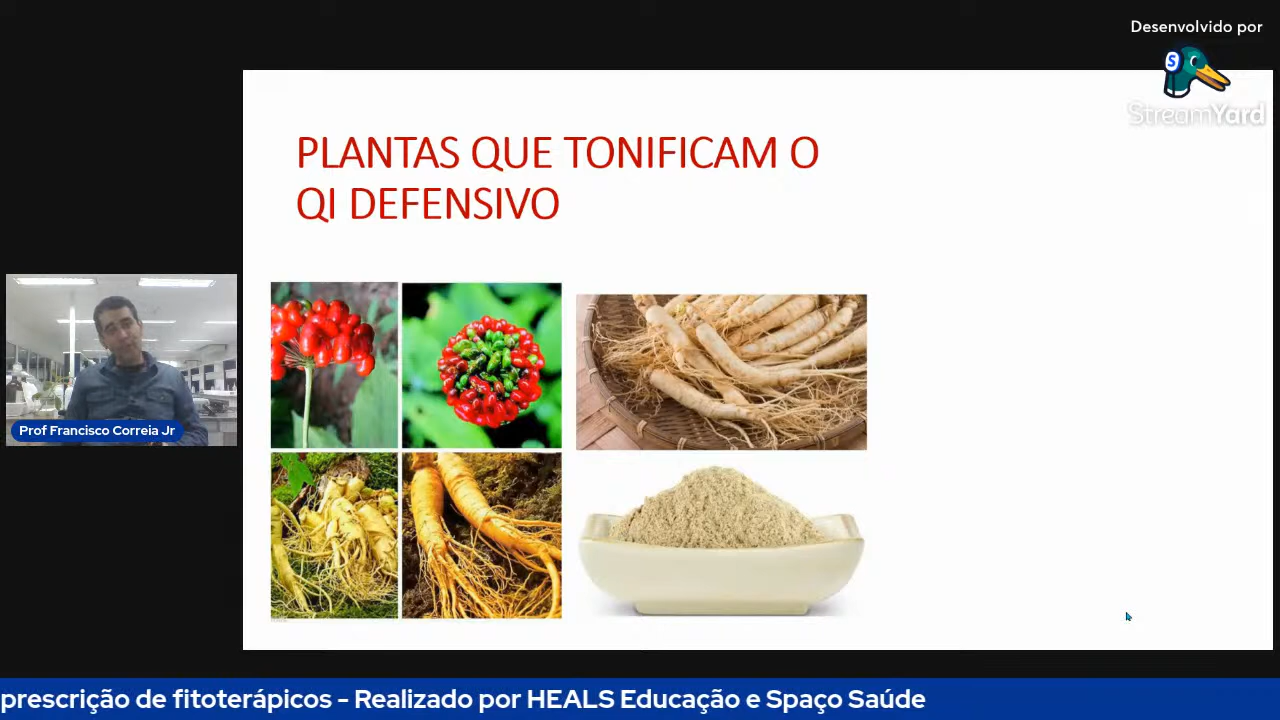 Desenvolvido por
StreamYard
PLANTAS QUE TONIFICAM O
QI DEFENSIVO
Prof Francisco Correia Jr
prescrição de fitoterápicos - Realizado por HEALS Educação e Spaço Saúde